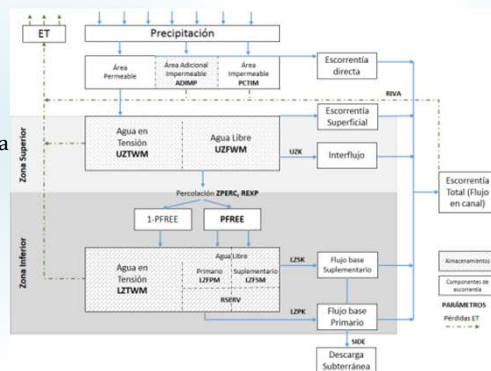 ET
Precipitación
Área
Permeable
Área Adicional
Impermeable
ADIMP
Área
Impermeable
PCTIM
Escorrentía
directa
RIVA
a
Zona Superior
Agua en
Tensión
UZTWM
Agua Libre
UZFWM
Escorrentía
Superficial
UZK
Interflujo
Percolación ZPERC, REXP
Escorrentía
Total (Flujo
en canal)
1-PFREE
PFREE
Zona Inferior
Agua en
Tensión
LZTWM
Agua Libre
Primario
LZFPM
Suplementario
LZFSM
RSERV
LZSK
Flujo base
Suplementario
LZPK
Flujo base
Primario
SIDE
Descarga
Subterránea
Almacenamientos
Componentes de
escorrentía
PARÁMETROS
Pérdidas ET